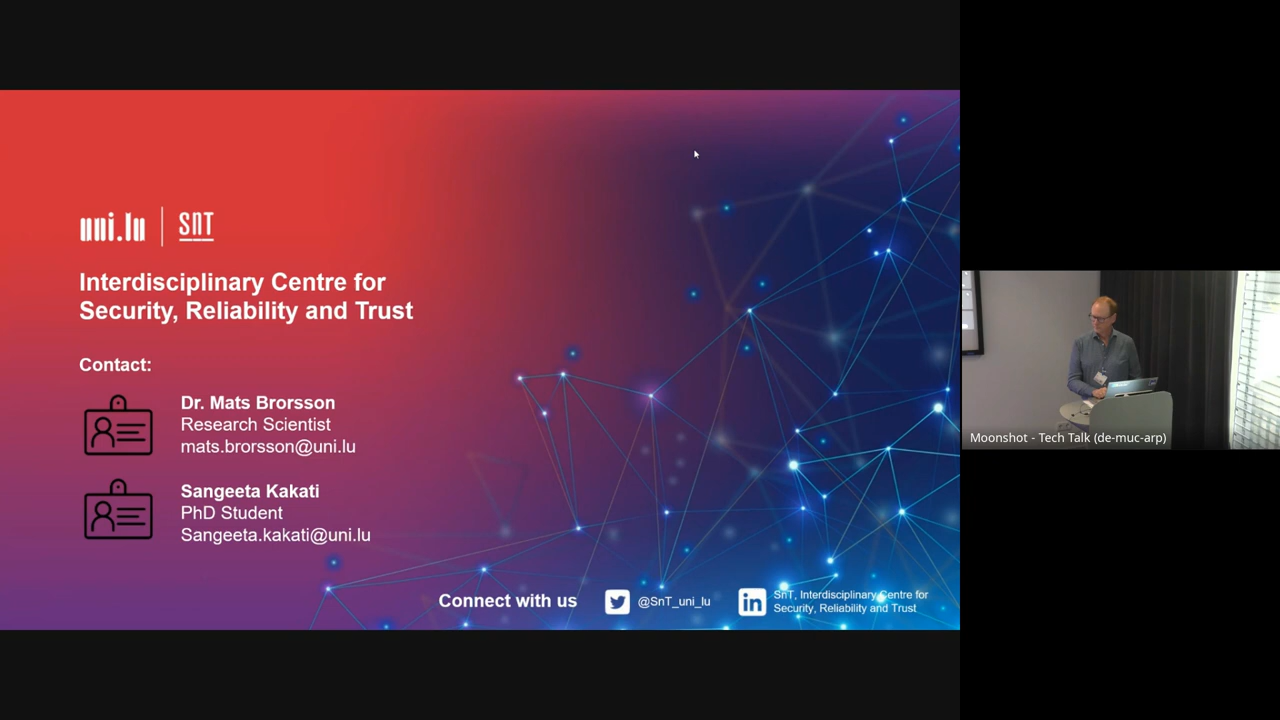 uni.lu | SNT
Interdisciplinary Centre for
Security, Reliability and Trust
Contact:
Dr. Mats Brorsson
Research Scientist
mats.brorsson@uni.lu
Sangeeta Kakati
PhD Student
Sangeeta.kakati@uni.lu
Connect with us
@SnT_uni_lu
in
SnT, Interdisciplinary Centre for
Security, Reliability and Trust
Moonshot - Tech Talk (de-muc-arp)